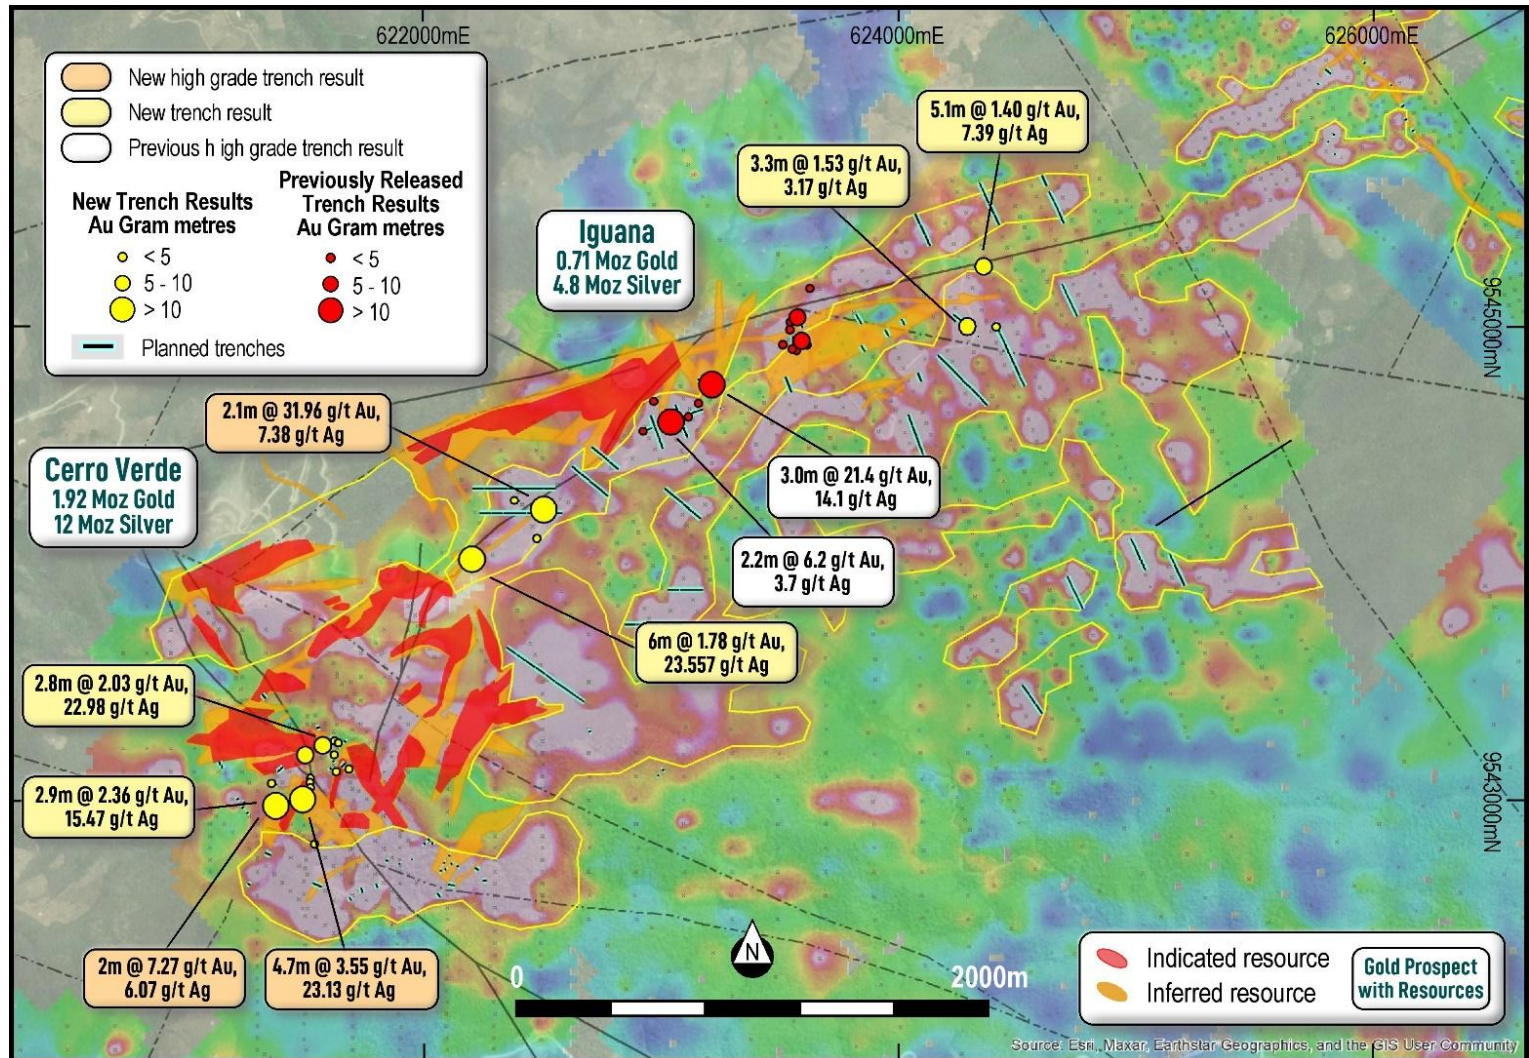 622000mE
624000mE
626000mE
New high grade trench result
New trench result
Previous h igh grade trench result
New Trench Results
Au Gram metres
< 5
5 - 10
> 10
Previously Released
Trench Results
Au Gram metres
< 5
5 - 10
> 10
Planned trenches
5.1m @ 1.40 g/t Au,
7.39 g/t Ag
3.3m @ 1.53 g/t Au,
3.17 g/t Ag
Iguana
0.71 Moz Gold
4.8 Moz Silver
9545000mN
2.1m @ 31.96 g/t Au,
7.38 g/t Ag
Cerro Verde
1.92 Moz Gold
12 Moz Silver
3.0m @ 21.4 g/t Au,
14.1 g/t Ag
2.2m @ 6.2 g/t Au,
3.7 g/t Ag
6m @ 1.78 g/t Au,
23.557 g/t Ag
2.8m @ 2.03 g/t Au,
22.98 g/t Ag
2.9m @ 2.36 g/t Au,
15.47 g/t Ag
9543000mN
2m @ 7.27 g/t Au,
6.07 g/t Ag
4.7m @ 3.55 g/t Au,
23.13 g/t Ag
N
0
2000m
Indicated resource
Inferred resource
Gold Prospect
with Resources
Source: Esri, Maxar, Earthstar Geographics, and the GIS User Community